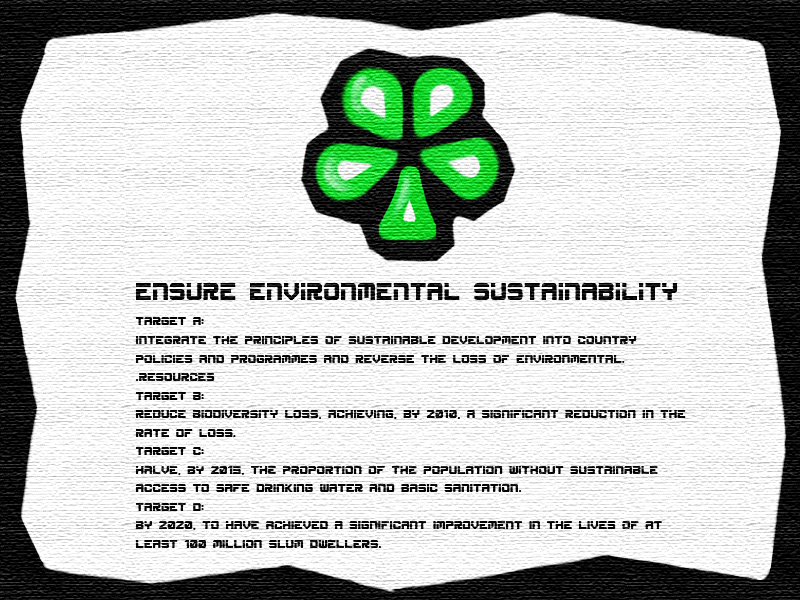 ENSURE ENVIRONMENTAL SUSTAINABILITY
TARGET A:
INTEGRATE THE PRINCIPLES OF SUSTAINABLE DEVELOPMENT INTO COUNTRY
POLICIES AND PROGRAMMES AND REVERSE THE LOSS OF ENVIRONMENTAL.
.RESOURCES
TARGET B:
REDUCE BIODIVERSITY LOSS, ACHIEVING, BY 2010, A SIGNIFICANT REDUCTION IN THE
RATE OF LOSS.
TARGET C:
HALVE, BY 2015, THE PROPORTION OF THE POPULATION WITHOUT SUSTAINABLE
ACCESS TO SAFE DRINKING WATER AND BASIC SANITATION.
TARGET D:
BY 2020, TO HAVE ACHIEVED A SIGNIFICANT IMPROVEMENT IN THE LIVES OF AT
LEAST 100 MILLION SLUM DWELLERS.